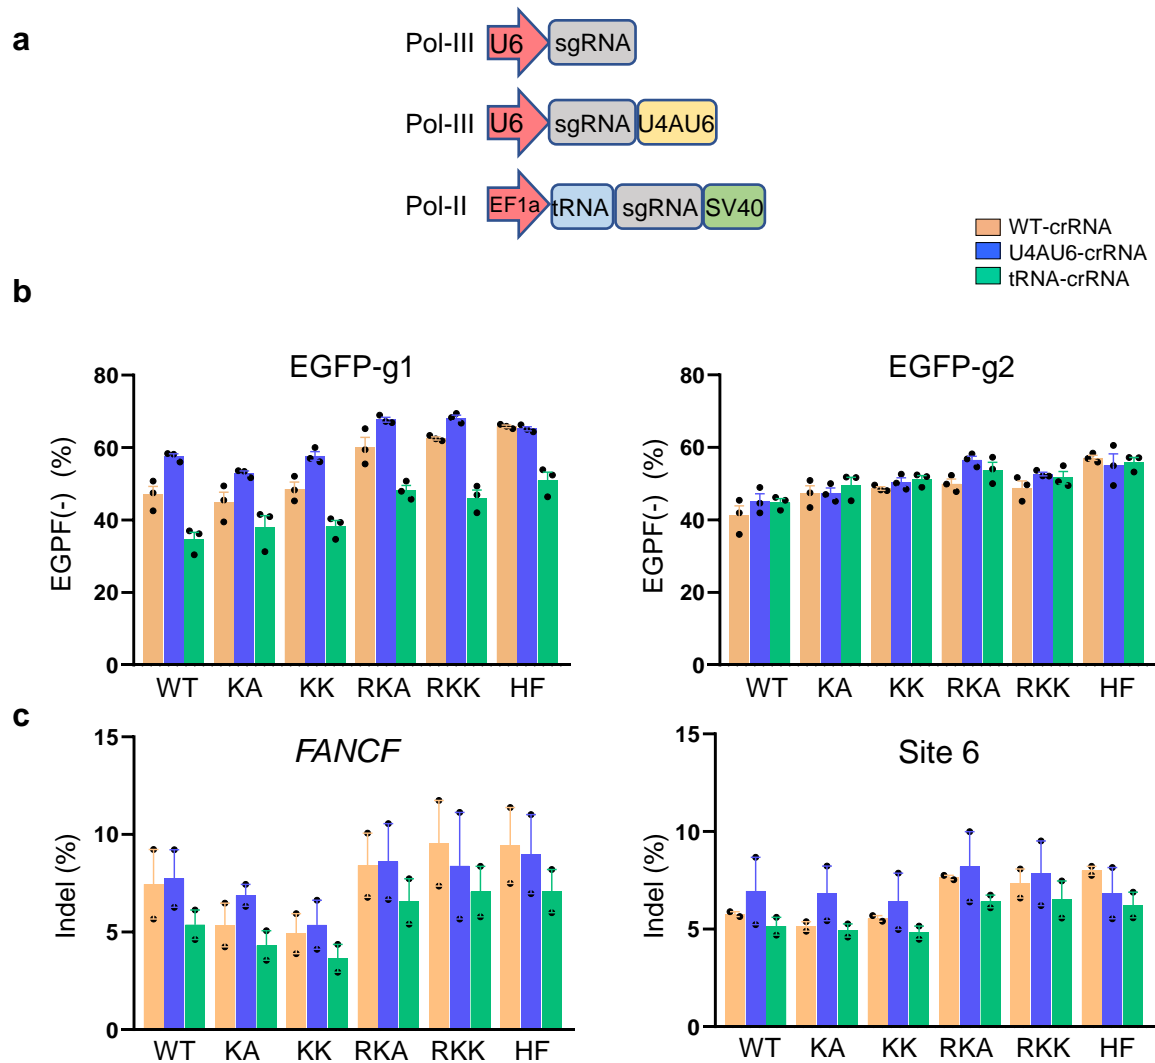 a
Pol-III U6 sgRNA
Pol-III U6 sgRNA U4AU6
Pol-II EF1a tRNA sgRNA SV40
WT-crRNA
U4AU6-crRNA
tRNA-crRNA
b
EGFP-g1
EGPF(-) (%)
80
60
40
20
0
WT KA KK RKA RKK HF
EGFP-g2
EGPF(-) (%)
80
60
40
20
0
WT KA KK RKA RKK HF
c
FANCF
Indel (%)
15
10
5
0
WT KA KK RKA RKK HF
Site 6
Indel (%)
15
10
5
0
WT KA KK RKA RKK HF